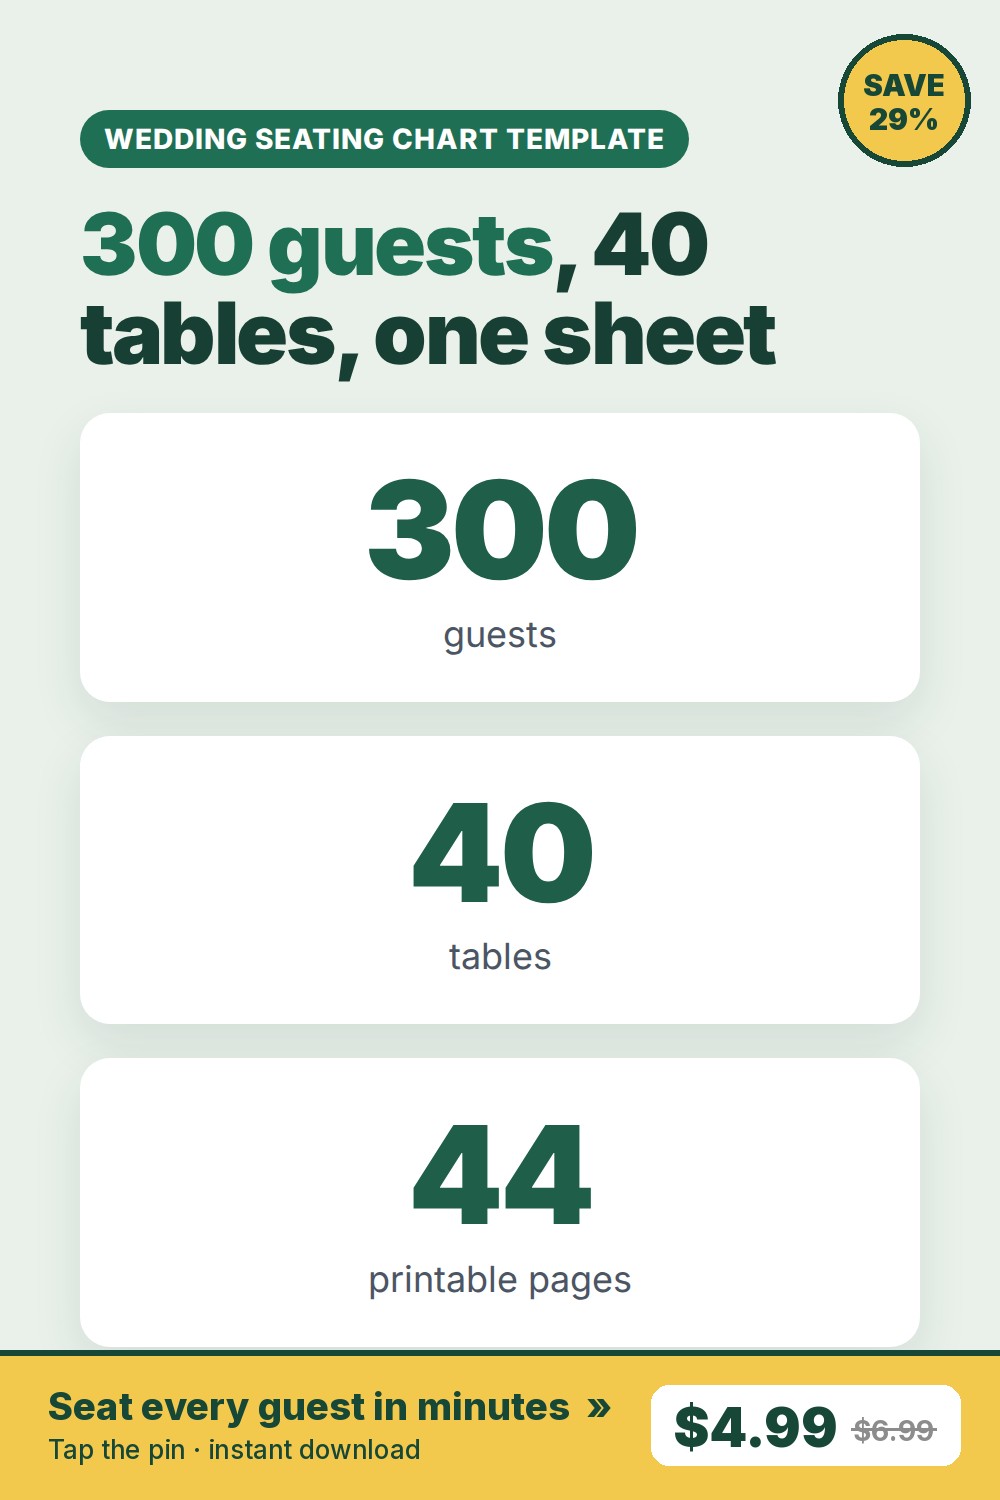 SAVE
29%
WEDDING SEATING CHART TEMPLATE
300 guests, 40
tables, one sheet
300
guests
40
tables
44
printable pages
Seat every guest in minutes »
Tap the pin · instant download
$4.99 $6.99